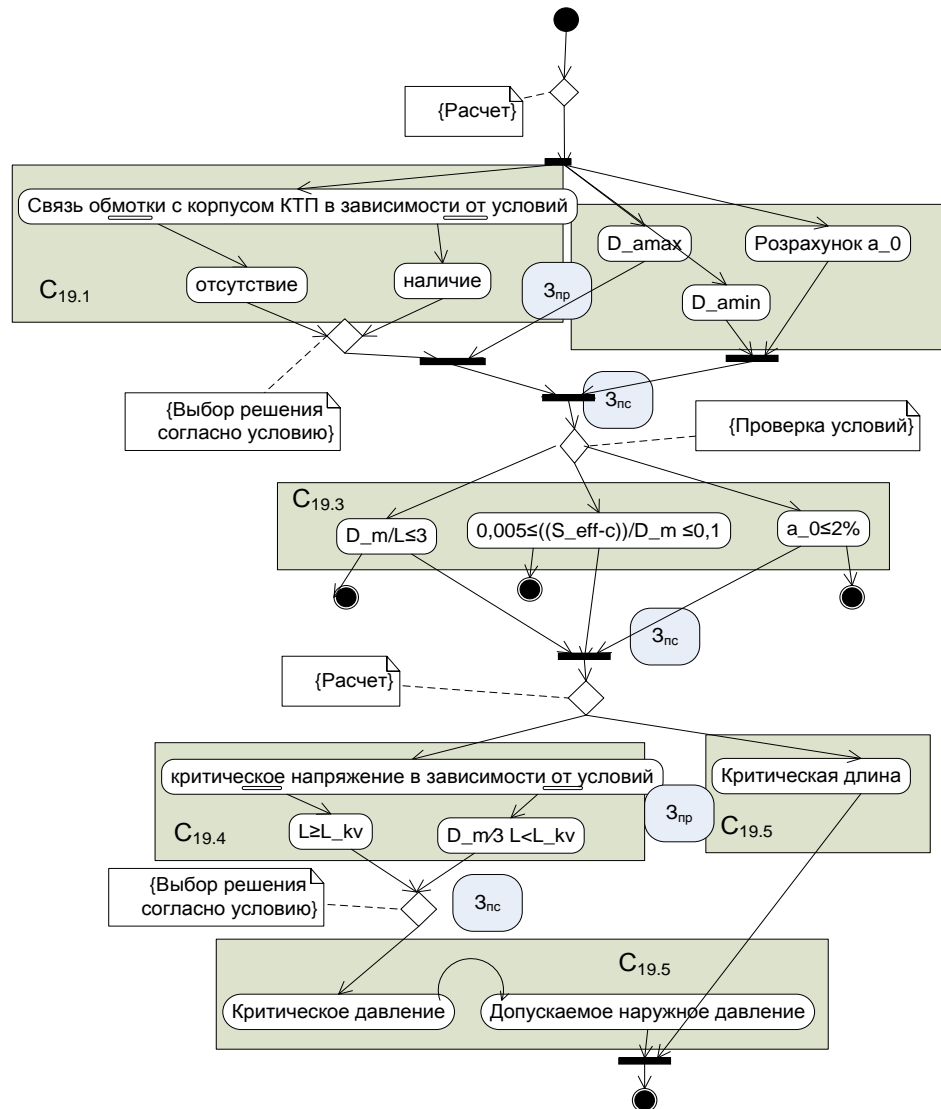 {Расчет}
Связь обмотки с корпусом КТП в зависимости от условий
D_amax
Розрахунок a_0
C19.1
отсутствие
наличие
Зпр
D_amin
{Выбор решения
согласно условию}
Зпс
{Проверка условий}
C19.3
D_m/L≤3
0,005≤((S_eff-c))/D_m ≤0,1
a_0≤2%
Зпс
{Расчет}
критическое напряжение в зависимости от условий
Критическая длина
L≥L_kv
D_m∕3 L<L_kv
Зпр
C19.4
C19.5
{Выбор решения
согласно условию}
Зпс
C19.5
Критическое давление
Допускаемое наружное давление